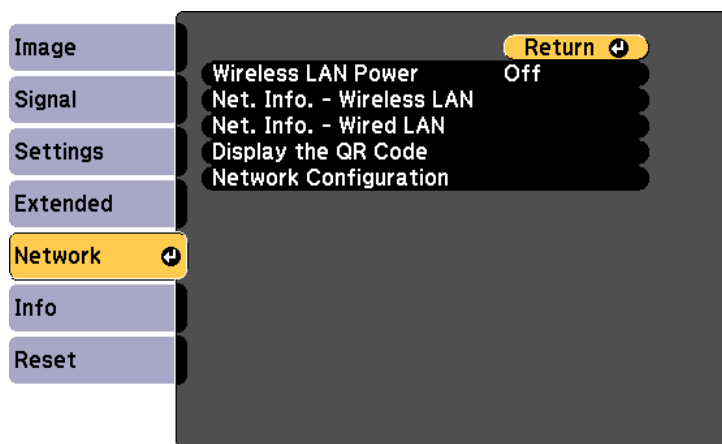 Image
Signal
Settings
Extended
Network
Info
Reset
Return
Wireless LAN Power Off
Net. Info. - Wireless LAN
Net. Info. - Wired LAN
Display the QR Code
Network Configuration